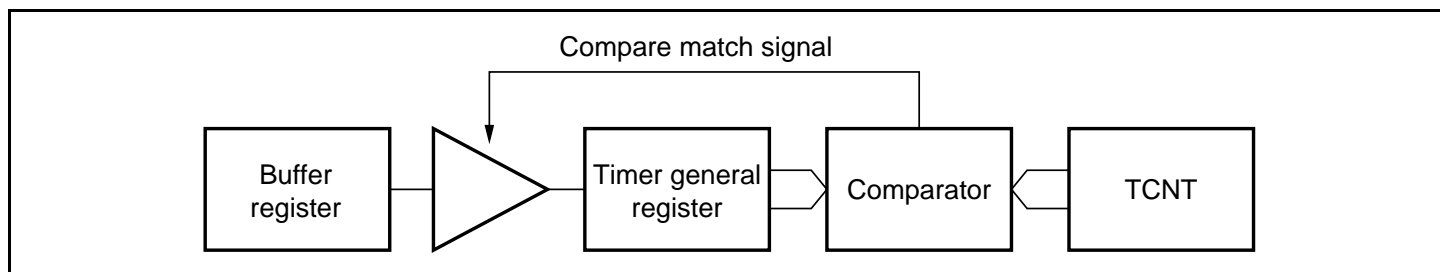 Compare match signal
Buffer
register
Timer general
register
Comparator
TCNT